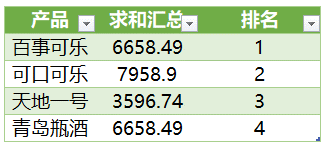 产品 求和汇总 排名
百事可乐 6658.49 1
可口可乐 7958.9 2
天地一号 3596.74 3
青岛瓶酒 6658.49 4